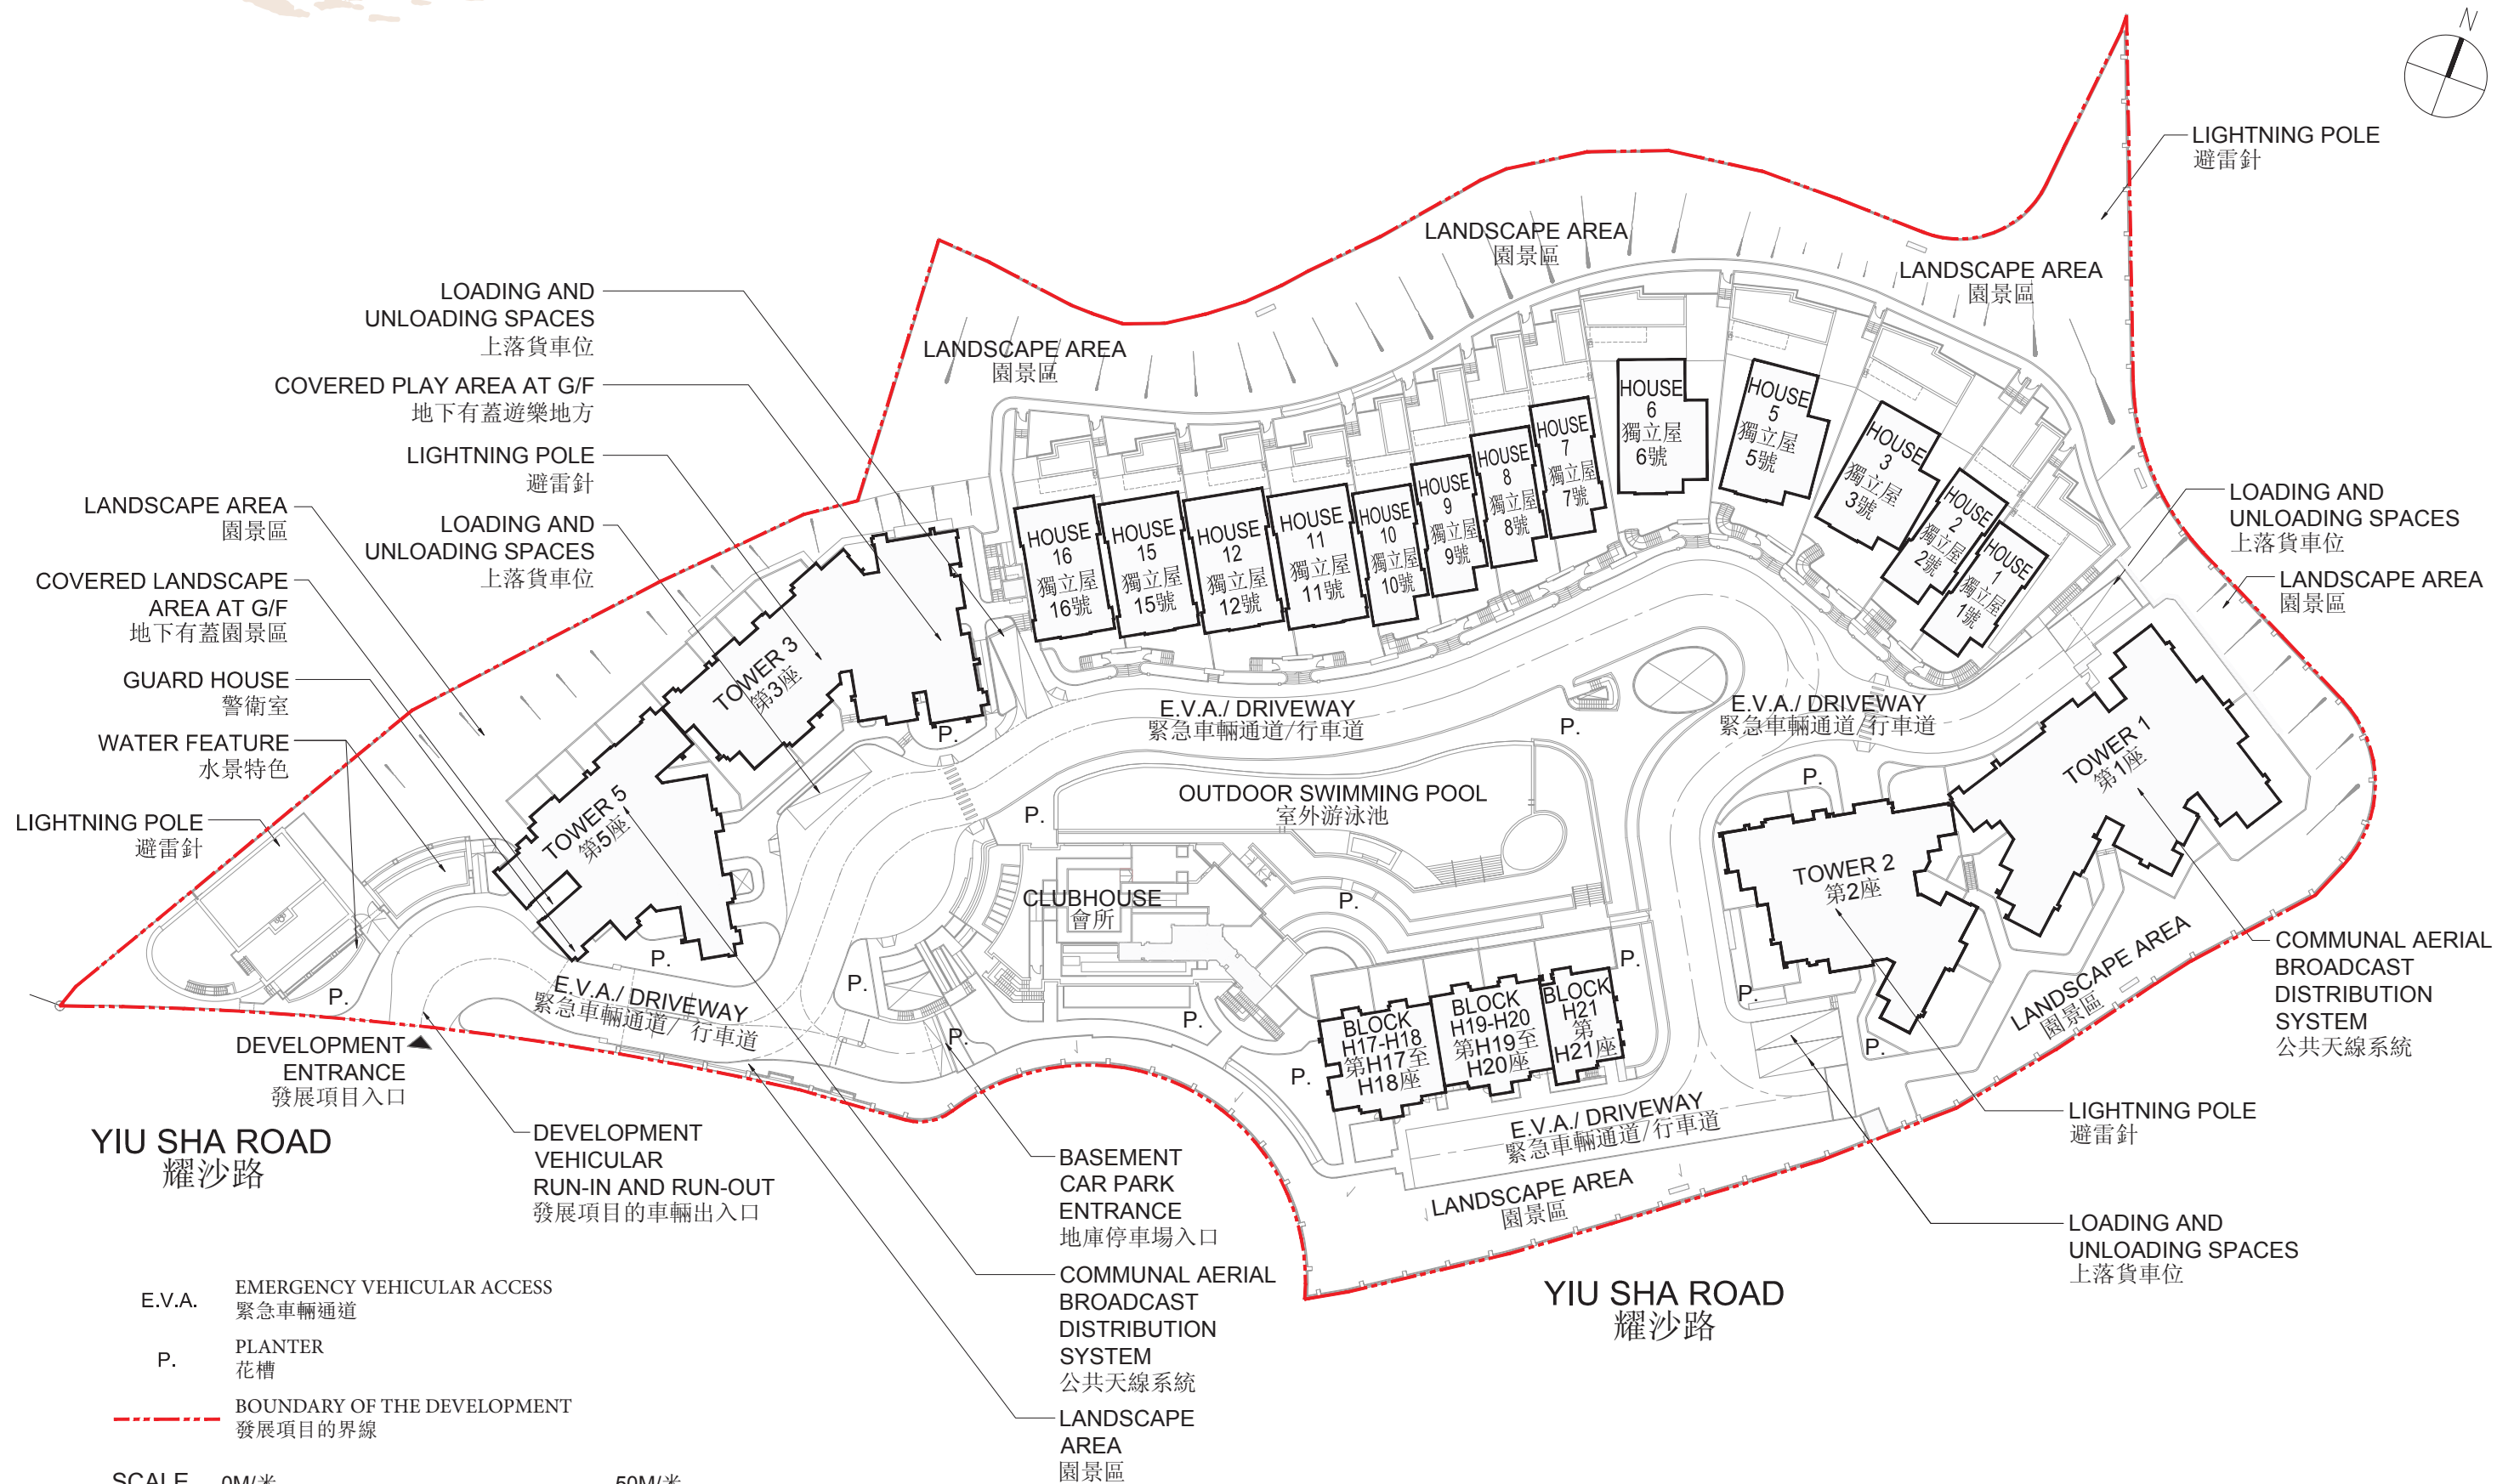 N
LIGHTNING POLE
避雷針
LANDSCAPE AREA
園景區
LANDSCAPE AREA
園景區
LANDSCAPE AREA
園景區
LOADING AND
UNLOADING SPACES
上落貨車位
COVERED PLAY AREA AT G/F
地下有蓋遊樂地方
LIGHTNING POLE
避雷針
LOADING AND
UNLOADING SPACES
上落貨車位
LANDSCAPE AREA
園景區
COVERED LANDSCAPE
AREA AT G/F
地下有蓋園景區
GUARD HOUSE
警衛室
WATER FEATURE
水景特色
LIGHTNING POLE
避雷針
HOUSE
16
獨立屋
16號
HOUSE
15
獨立屋
15號
HOUSE
12
獨立屋
12號
HOUSE
11
獨立屋
11號
HOUSE
10
獨立屋
10號
HOUSE
9
獨立屋
9號
HOUSE
8
獨立屋
8號
HOUSE
7
獨立屋
7號
HOUSE
6
獨立屋
6號
HOUSE
5
獨立屋
5號
HOUSE
3
獨立屋
3號
HOUSE
2
獨立屋
2號
HOUSE
1
獨立屋
1號
LOADING AND
UNLOADING SPACES
上落貨車位
LANDSCAPE AREA
園景區
TOWER 3
第3座
TOWER 5
第5座
TOWER 1
第1座
TOWER 2
第2座
E.V.A./ DRIVEWAY
緊急車輛通道/行車道
E.V.A./ DRIVEWAY
緊急車輛通道/行車道
P.
P.
P.
P.
OUTDOOR SWIMMING POOL
室外游泳池
CLUBHOUSE
會所
P.
P.
P.
P.
P.
P.
P.
P.
P.
P.
P.
E.V.A./ DRIVEWAY
緊急車輛通道/ 行車道
BLOCK
H17-H18
第H17至
H18座
BLOCK
H19-H20
第H19至
H20座
BLOCK
H21
第
H21座
E.V.A./ DRIVEWAY
緊急車輛通道/行車道
LANDSCAPE AREA
園景區
LANDSCAPE AREA
園景區
COMMUNAL AERIAL
BROADCAST
DISTRIBUTION
SYSTEM
公共天線系統
LIGHTNING POLE
避雷針
LOADING AND
UNLOADING SPACES
上落貨車位
DEVELOPMENT
ENTRANCE
發展項目入口
YIU SHA ROAD
耀沙路
DEVELOPMENT
VEHICULAR
RUN-IN AND RUN-OUT
發展項目的車輛出入口
BASEMENT
CAR PARK
ENTRANCE
地庫停車場入口
COMMUNAL AERIAL
BROADCAST
DISTRIBUTION
SYSTEM
公共天線系統
LANDSCAPE
AREA
園景區
YIU SHA ROAD
耀沙路
E.V.A.
EMERGENCY VEHICULAR ACCESS
緊急車輛通道
P.
PLANTER
花槽
BOUNDARY OF THE DEVELOPMENT
發展項目的界線
SCALE 0M/米 50M/米